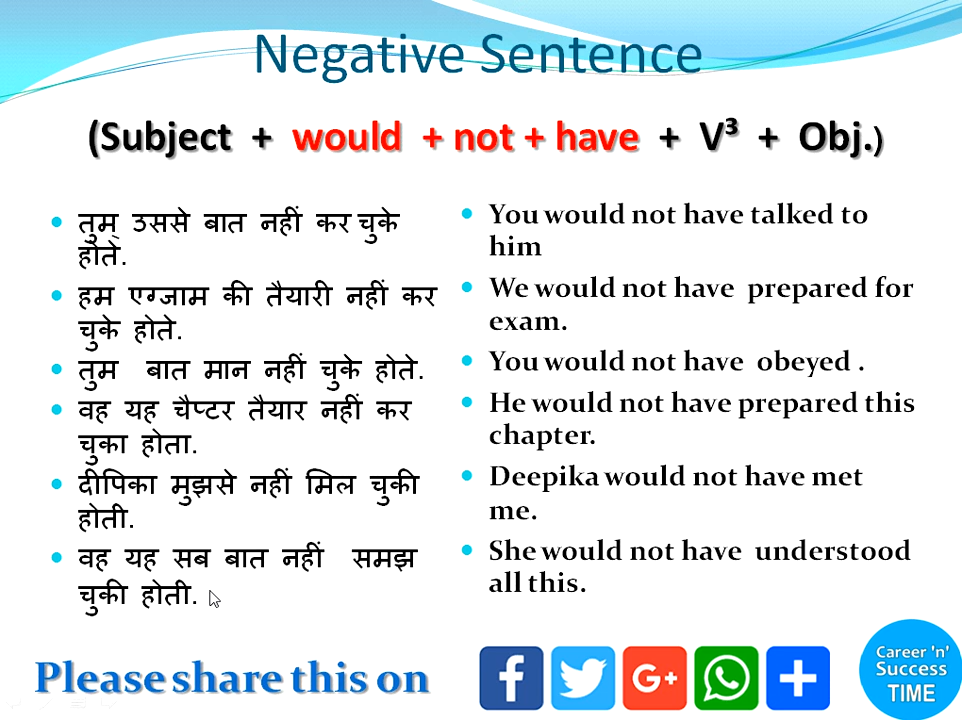 Negative Sentence
(Subject + would + not + have + V³ + Obj.)
तुम् उससे बात नहीं कर चुके
होते.
हम एग्जाम की तैयारी नहीं कर
चुके होते.
तुम बात मान नहीं चुके होते.
वह यह चैप्टर तैयार नहीं कर
चुका होता.
दीपिका मुझसे नहीं मिल चुकी
होती.
वह यह सब बात नहीं समझ
चुकी होती.
You would not have talked to
him
We would not have prepared for
exam.
You would not have obeyed .
He would not have prepared this
chapter.
Deepika would not have met
me.
She would not have understood
all this.
Please share this on
f
G+
Career 'n'
Success
TIME